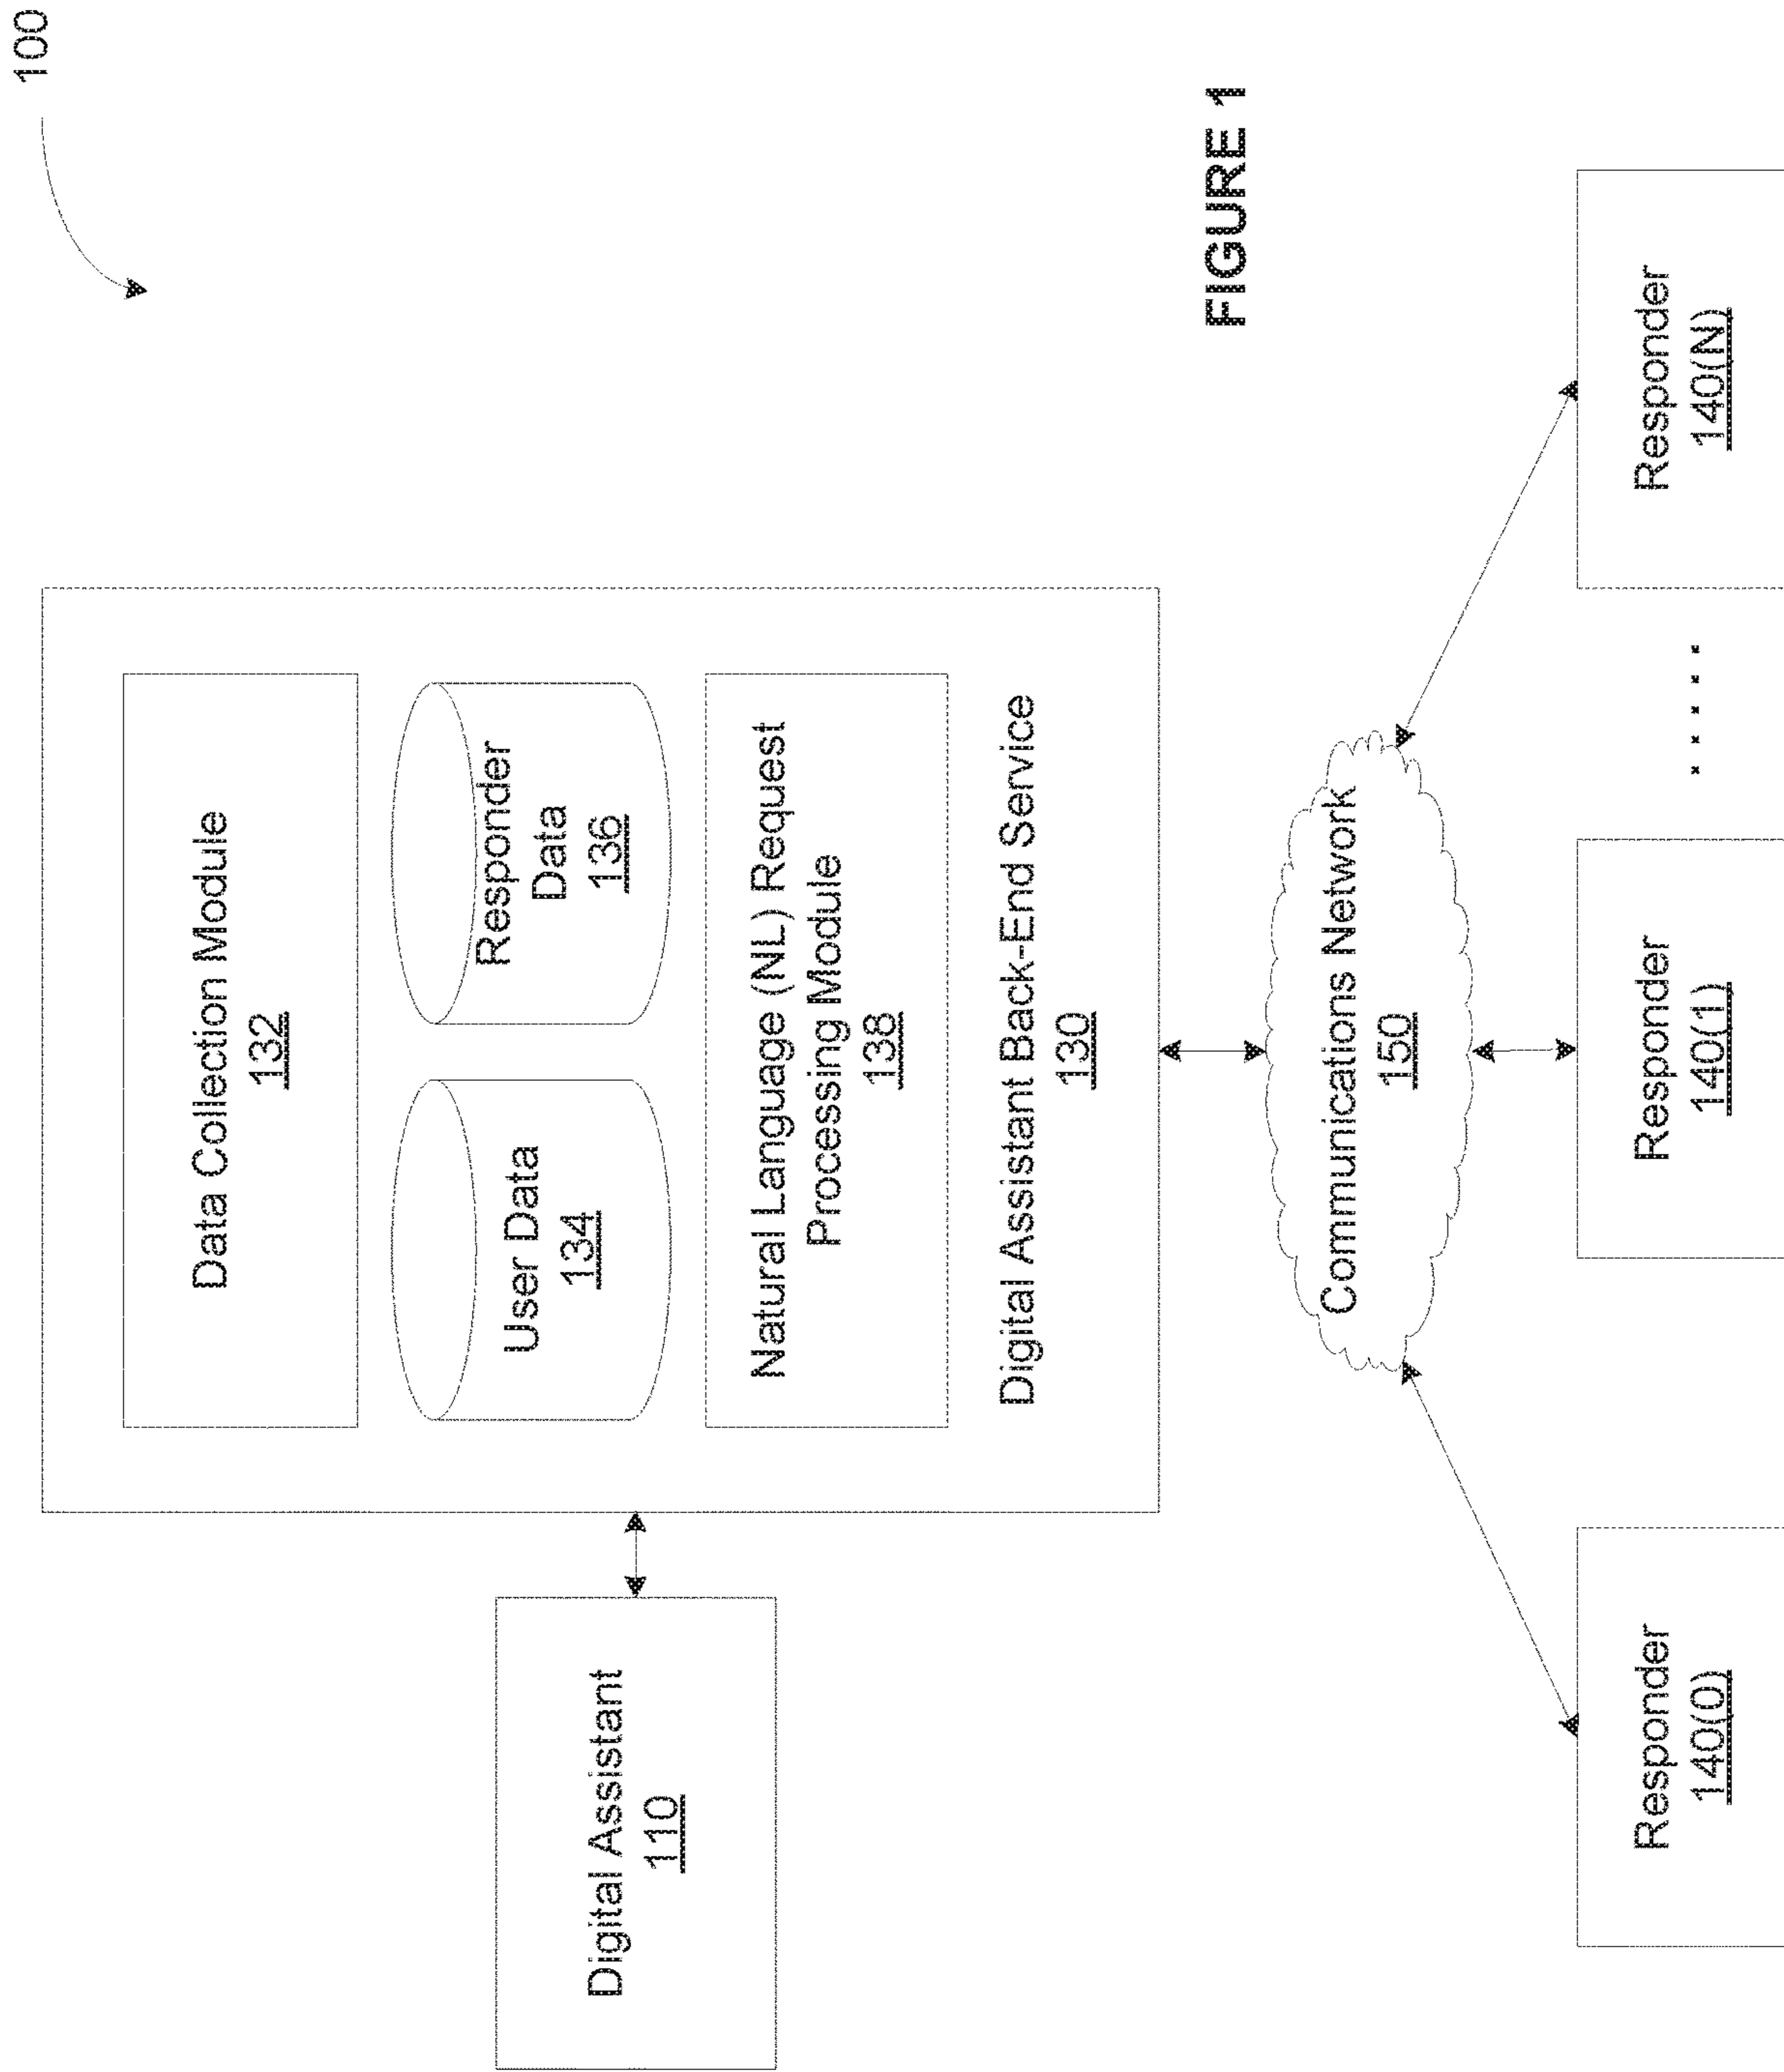 100
Data Collection Module
132
User Data
134
Responder
Data
136
Natural Language (NL) Request
Processing Module
138
Digital Assistant Back-End Service
130
Digital Assistant
110
Communications Network
150
FIGURE 1
Responder
140(0)
Responder
140(1)
.....
Responder
140(N)